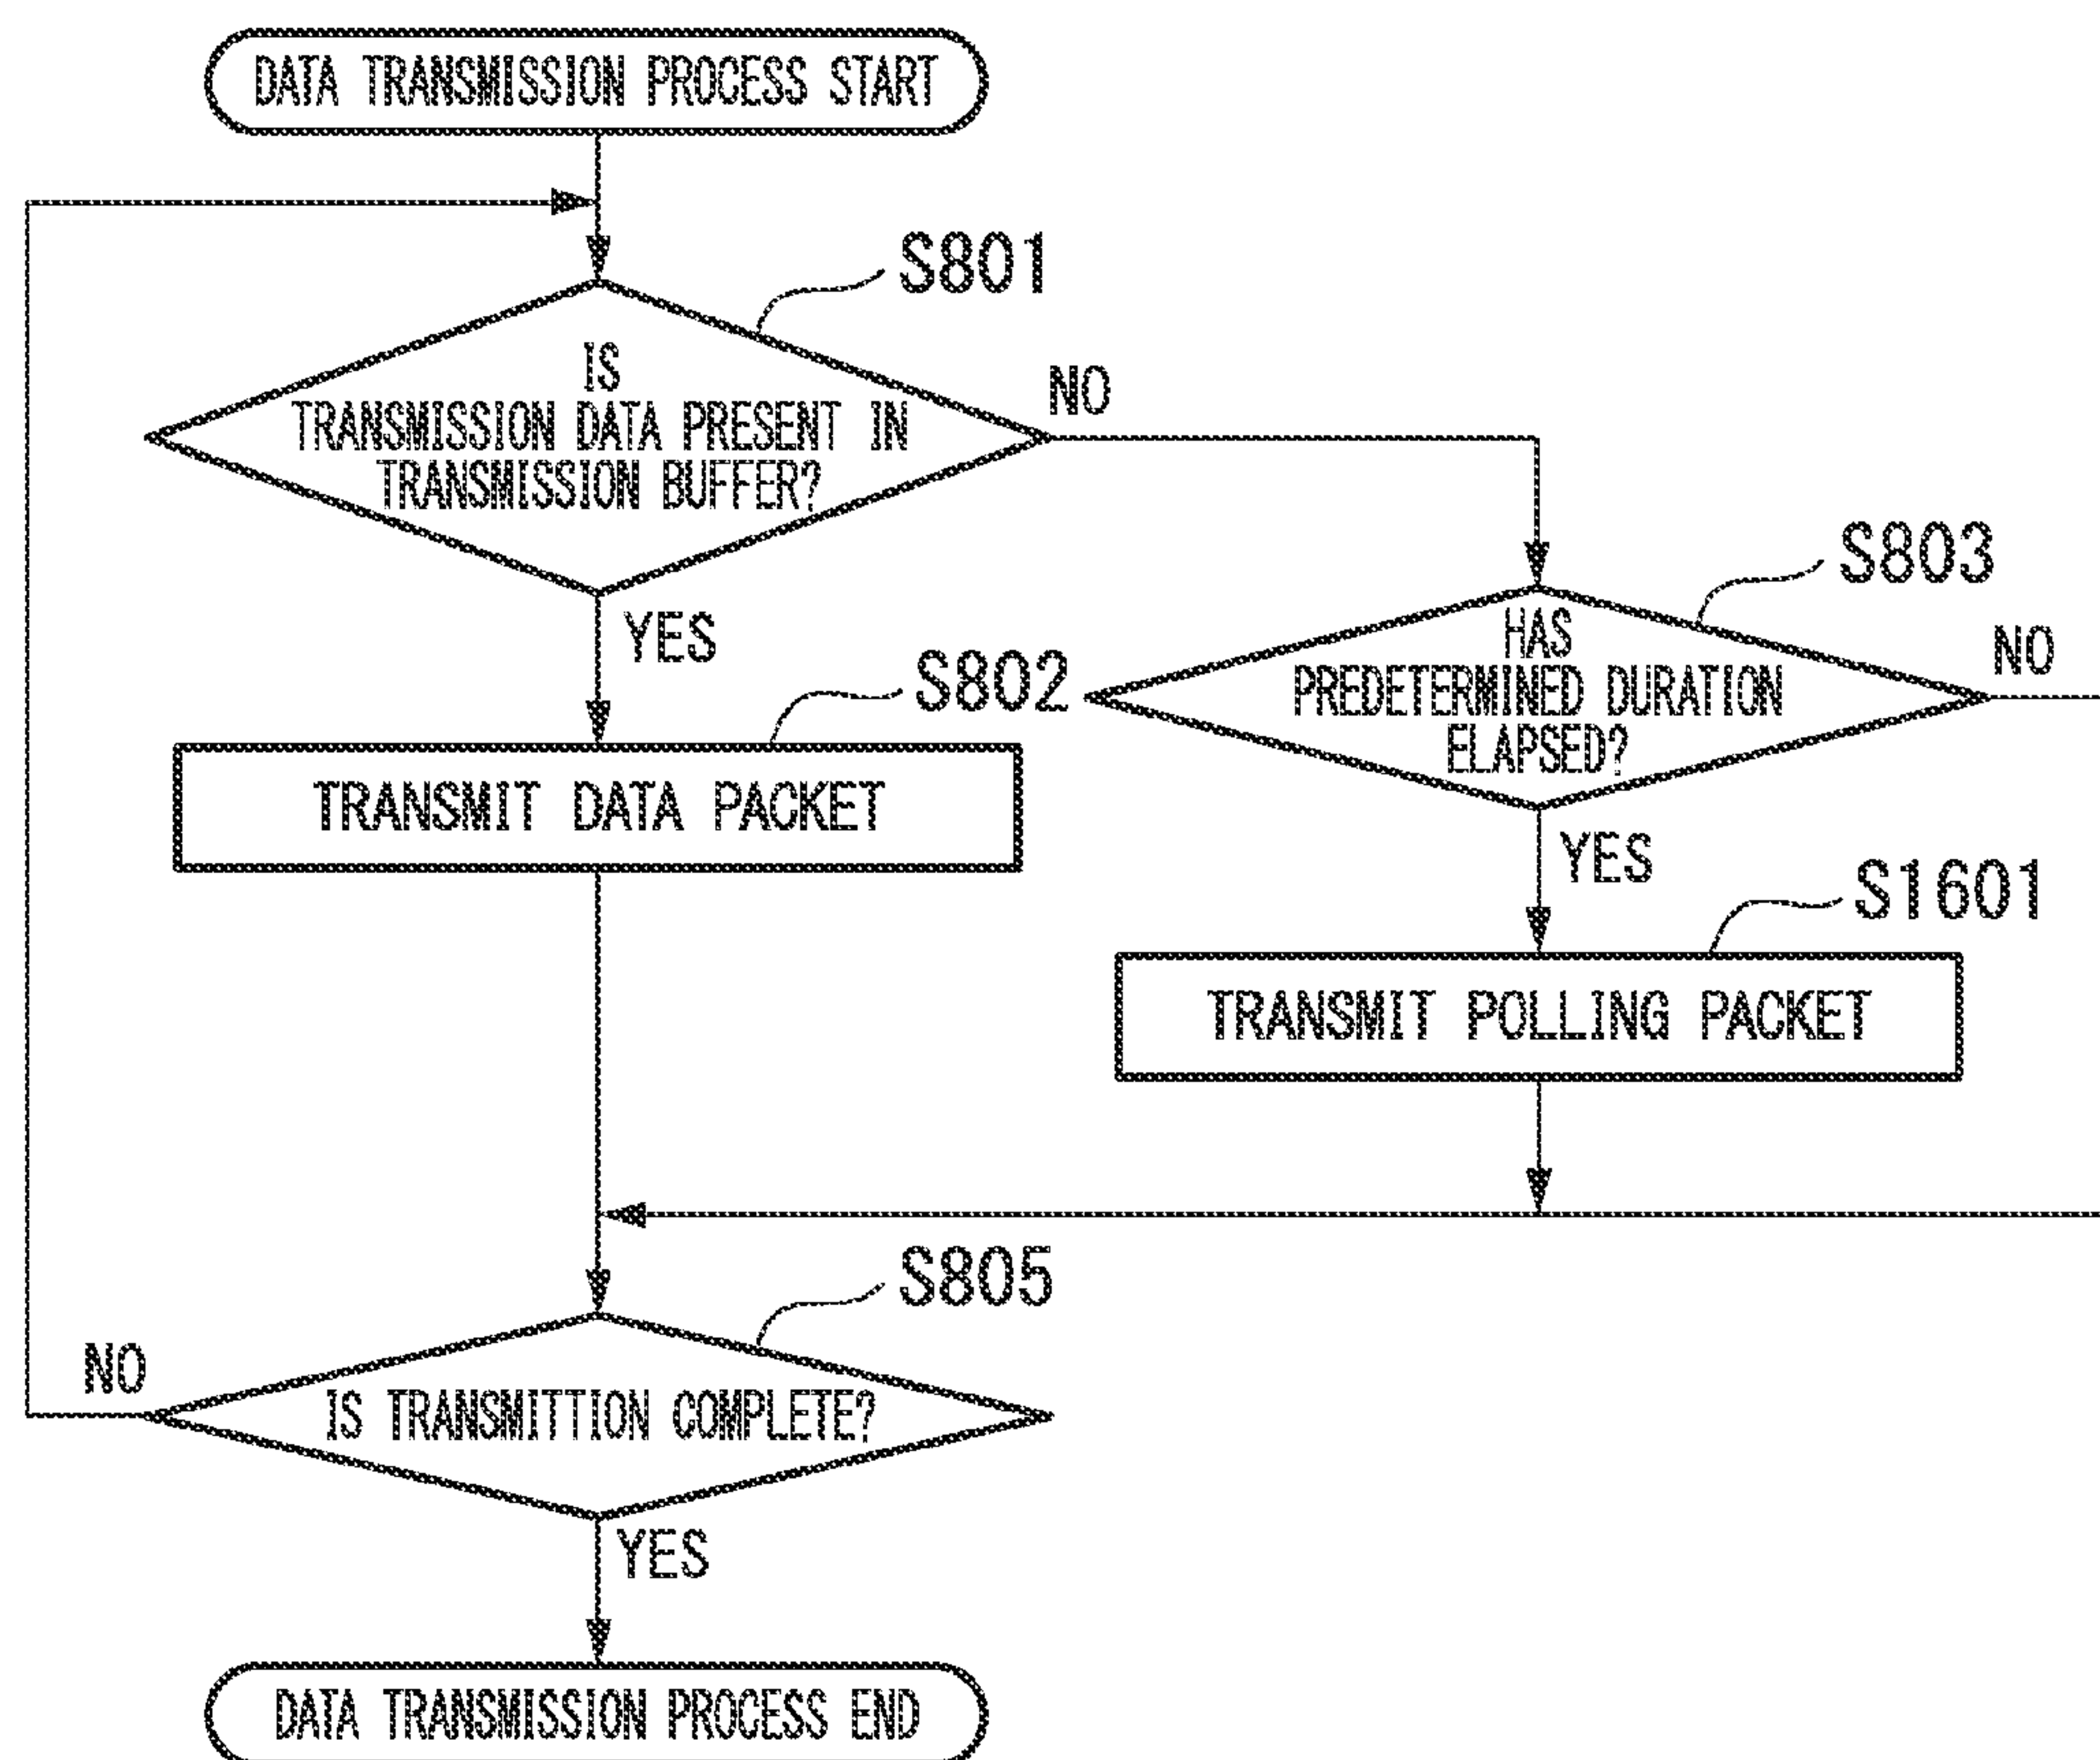 DATA TRANSMISSION PROCESS START
S801
IS
TRANSMISSION DATA PRESENT IN
TRANSMISSION BUFFER?
NO
YES
S802
TRANSMIT DATA PACKET
S803
HAS
PREDETERMINED DURATION
ELAPSED?
NO
YES
S1601
TRANSMIT POLLING PACKET
S805
IS TRANSMITTION COMPLETE?
NO
YES
DATA TRANSMISSION PROCESS END